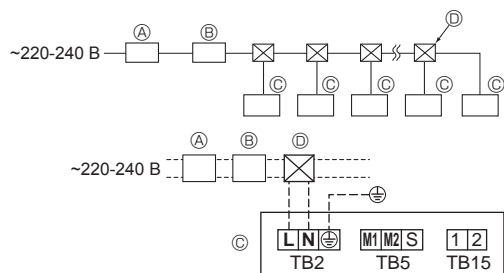 Ⓐ Ⓑ Ⓓ
~220-240 В
Ⓒ Ⓒ Ⓒ Ⓒ Ⓒ
Ⓐ Ⓑ Ⓓ
~220-240 В
Ⓒ
L N
M1 M2 S
1 2
TB2 TB5 TB15